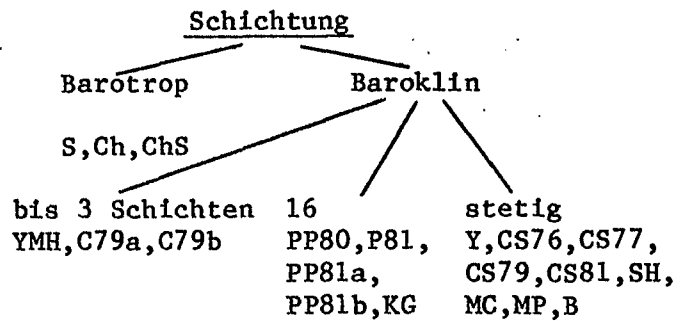 Schichtung
Barotrop Baroklin
S,Ch,ChS
bis 3 Schichten 16 stetig
YMH,C79a,C79b PP80,P81, Y,CS76,CS77,
PP81a, CS79,CS81,SH,
PP81b,KG MC,MP,B